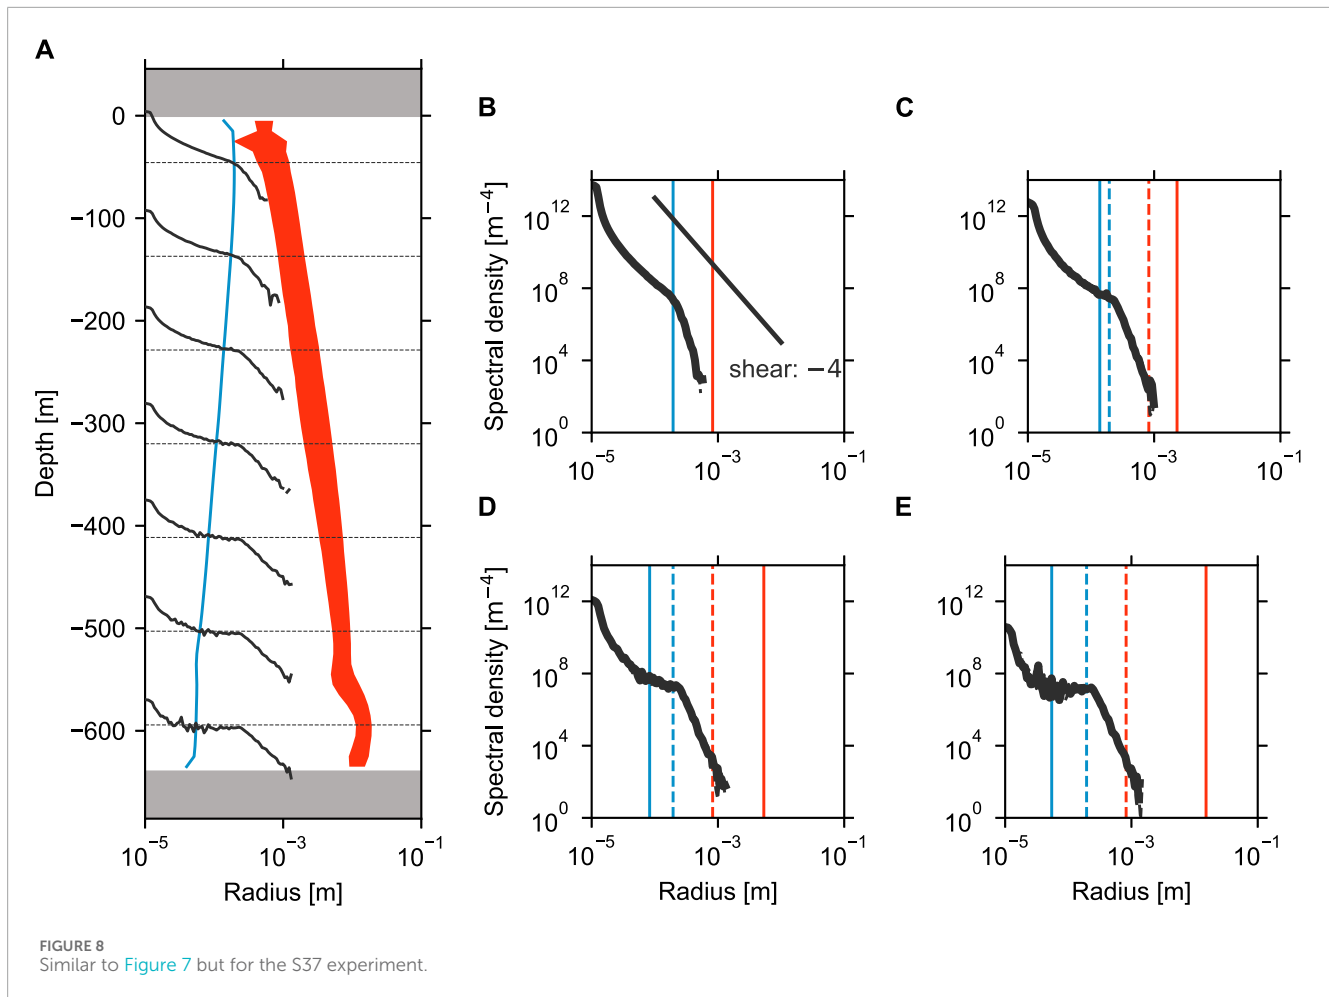 A
0
−100
−200
−300
−400
−500
−600
Depth [m]
10⁻⁵
10⁻³
10⁻¹
Radius [m]
B
Spectral density [m⁻⁴]
10¹²
10⁸
10⁴
10⁰
shear: −4
10⁻⁵
10⁻³
10⁻¹
C
10¹²
10⁸
10⁴
10⁰
10⁻⁵
10⁻³
10⁻¹
D
Spectral density [m⁻⁴]
10¹²
10⁸
10⁴
10⁰
10⁻⁵
10⁻³
10⁻¹
Radius [m]
E
10¹²
10⁸
10⁴
10⁰
10⁻⁵
10⁻³
10⁻¹
Radius [m]
FIGURE 8
Similar to Figure 7 but for the S37 experiment.